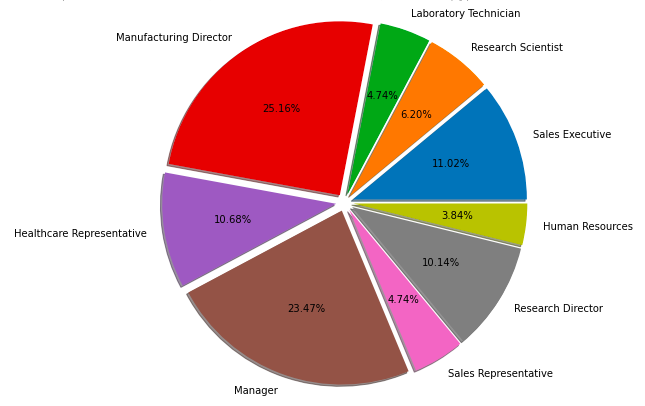 Laboratory Technician
Manufacturing Director
Research Scientist
4.74%
25.16%
6.20%
Sales Executive
11.02%
3.84%
10.68%
Human Resources
Healthcare Representative
10.14%
4.74%
23.47%
Research Director
Sales Representative
Manager